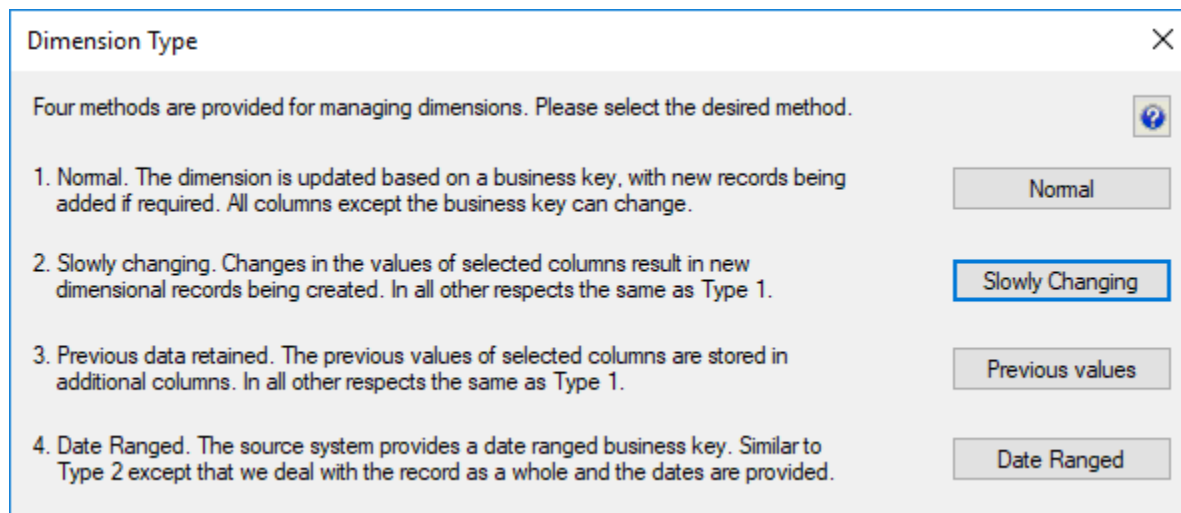 Dimension Type
Four methods are provided for managing dimensions. Please select the desired method.
1. Normal. The dimension is updated based on a business key, with new records being
added if required. All columns except the business key can change.
Normal
2. Slowly changing. Changes in the values of selected columns result in new
dimensional records being created. In all other respects the same as Type 1.
Slowly Changing
3. Previous data retained. The previous values of selected columns are stored in
additional columns. In all other respects the same as Type 1.
Previous values
4. Date Ranged. The source system provides a date ranged business key. Similar to
Type 2 except that we deal with the record as a whole and the dates are provided.
Date Ranged